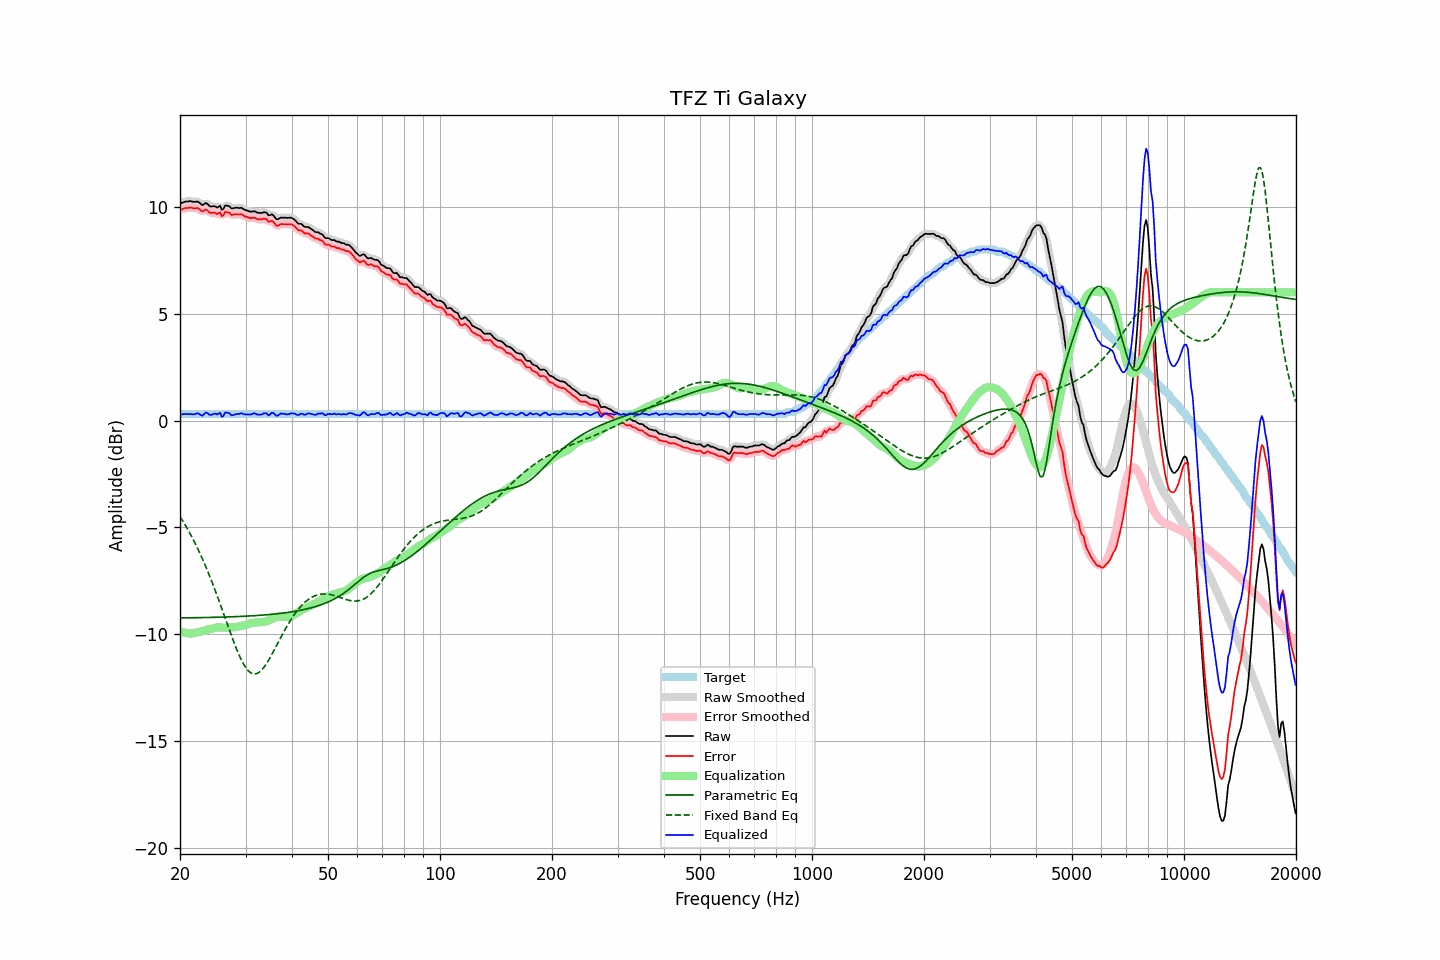 TFZ Ti Galaxy
Amplitude (dBr)
10
5
0
−5
−10
−15
−20
Target
Raw Smoothed
Error Smoothed
Raw
Error
Equalization
Parametric Eq
Fixed Band Eq
Equalized
20 50 100 200 500 1000 2000 5000 10000 20000
Frequency (Hz)